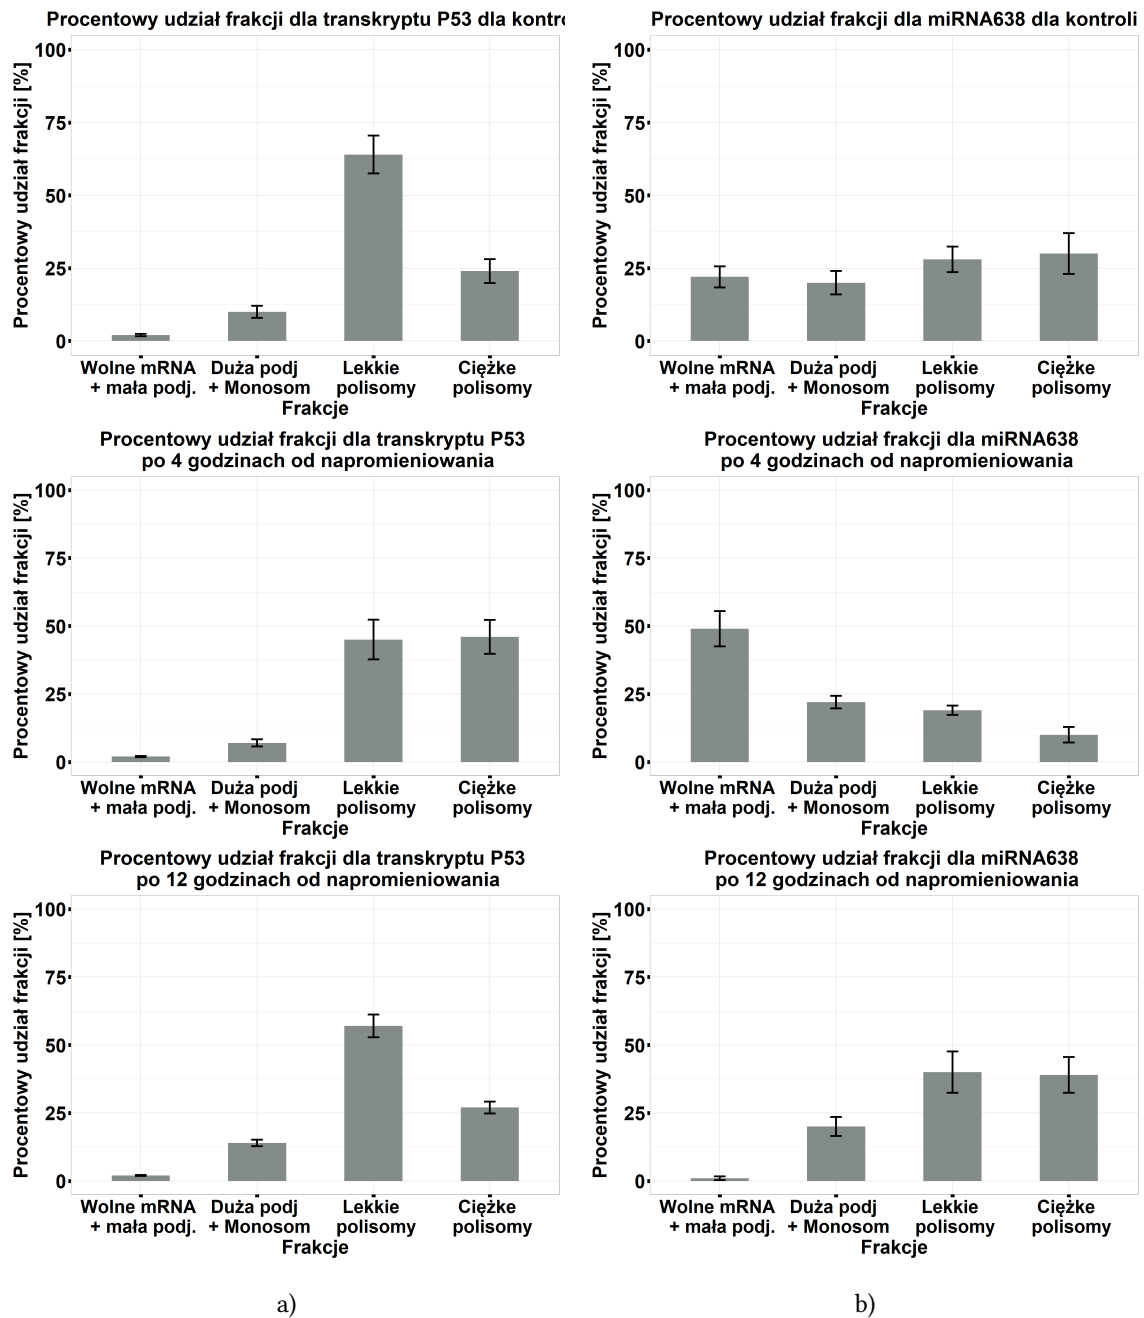 Procentowy udział frakcji dla transkryptu P53 dla kontro
Procentowy udział frakcji [%]
100
75
50
25
0
Wolne mRNA
+ mała podj.
Duża podj
+ Monosom
Lekkie
polisomy
Ciężke
polisomy
Frakcje
Procentowy udział frakcji dla miRNA638 dla kontroli
Procentowy udział frakcji [%]
100
75
50
25
0
Wolne mRNA
+ mała podj.
Duża podj
+ Monosom
Lekkie
polisomy
Ciężke
polisomy
Frakcje
Procentowy udział frakcji dla transkryptu P53
po 4 godzinach od napromieniowania
Procentowy udział frakcji [%]
100
75
50
25
0
Wolne mRNA
+ mała podj.
Duża podj
+ Monosom
Lekkie
polisomy
Ciężke
polisomy
Frakcje
Procentowy udział frakcji dla miRNA638
po 4 godzinach od napromieniowania
Procentowy udział frakcji [%]
100
75
50
25
0
Wolne mRNA
+ mała podj.
Duża podj
+ Monosom
Lekkie
polisomy
Ciężke
polisomy
Frakcje
Procentowy udział frakcji dla transkryptu P53
po 12 godzinach od napromieniowania
Procentowy udział frakcji [%]
100
75
50
25
0
Wolne mRNA
+ mała podj.
Duża podj
+ Monosom
Lekkie
polisomy
Ciężke
polisomy
Frakcje
Procentowy udział frakcji dla miRNA638
po 12 godzinach od napromieniowania
Procentowy udział frakcji [%]
100
75
50
25
0
Wolne mRNA
+ mała podj.
Duża podj
+ Monosom
Lekkie
polisomy
Ciężke
polisomy
Frakcje
a)
b)